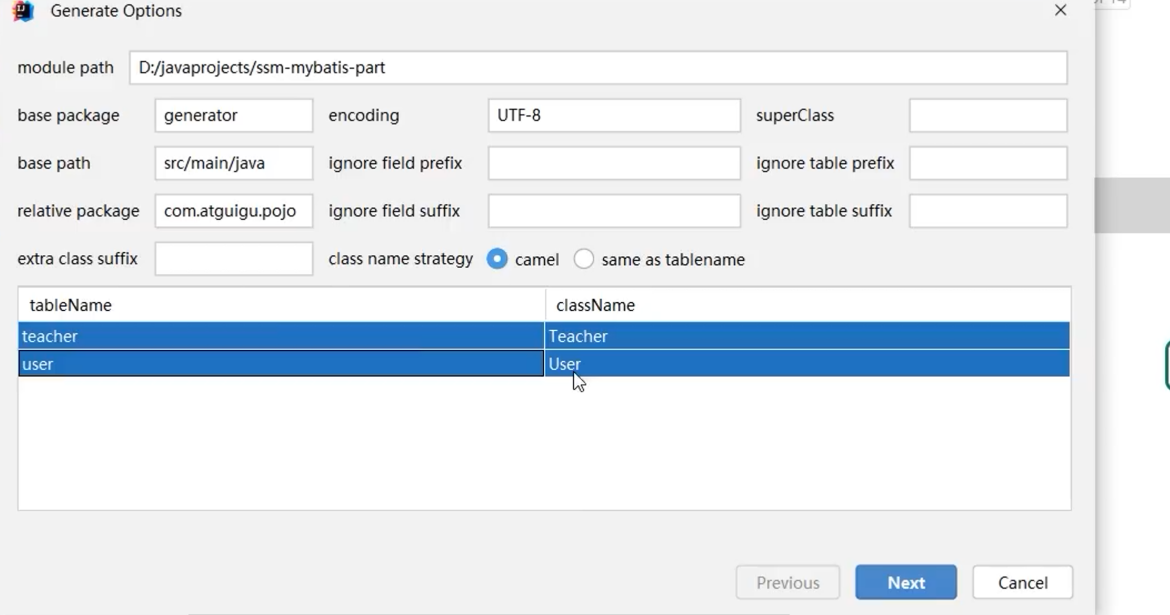 Generate Options
module path D:/javaprojects/ssm-mybatis-part
base package generator encoding UTF-8 superClass
base path src/main/java ignore field prefix ignore table prefix
relative package com.atguigu.pojo ignore field suffix ignore table suffix
extra class suffix class name strategy camel same as tablename
tableName className
teacher Teacher
user User
Previous Next Cancel